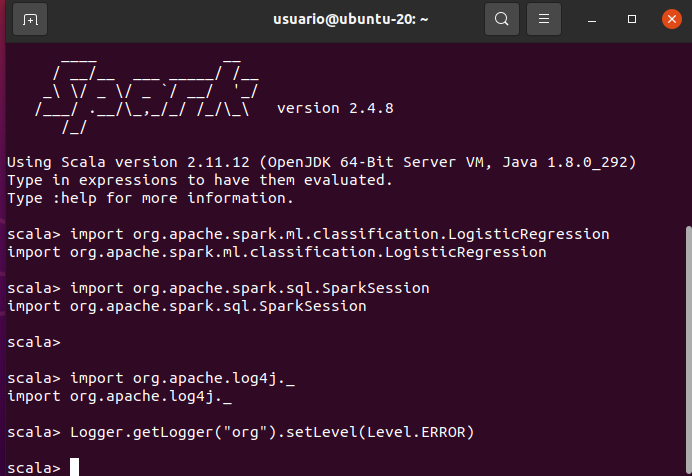 usuario@ubuntu-20: ~
      ____              __
     / __/__  ___ _____/ /__
    _\ \/ _ \/ _ `/ __/  '_/
   /___/ .__/\_,_/_/ /_/\_\   version 2.4.8
      /_/
Using Scala version 2.11.12 (OpenJDK 64-Bit Server VM, Java 1.8.0_292)
Type in expressions to have them evaluated.
Type :help for more information.
scala> import org.apache.spark.ml.classification.LogisticRegression
import org.apache.spark.ml.classification.LogisticRegression
scala> import org.apache.spark.sql.SparkSession
import org.apache.spark.sql.SparkSession
scala>
scala> import org.apache.log4j._
import org.apache.log4j._
scala> Logger.getLogger("org").setLevel(Level.ERROR)
scala>